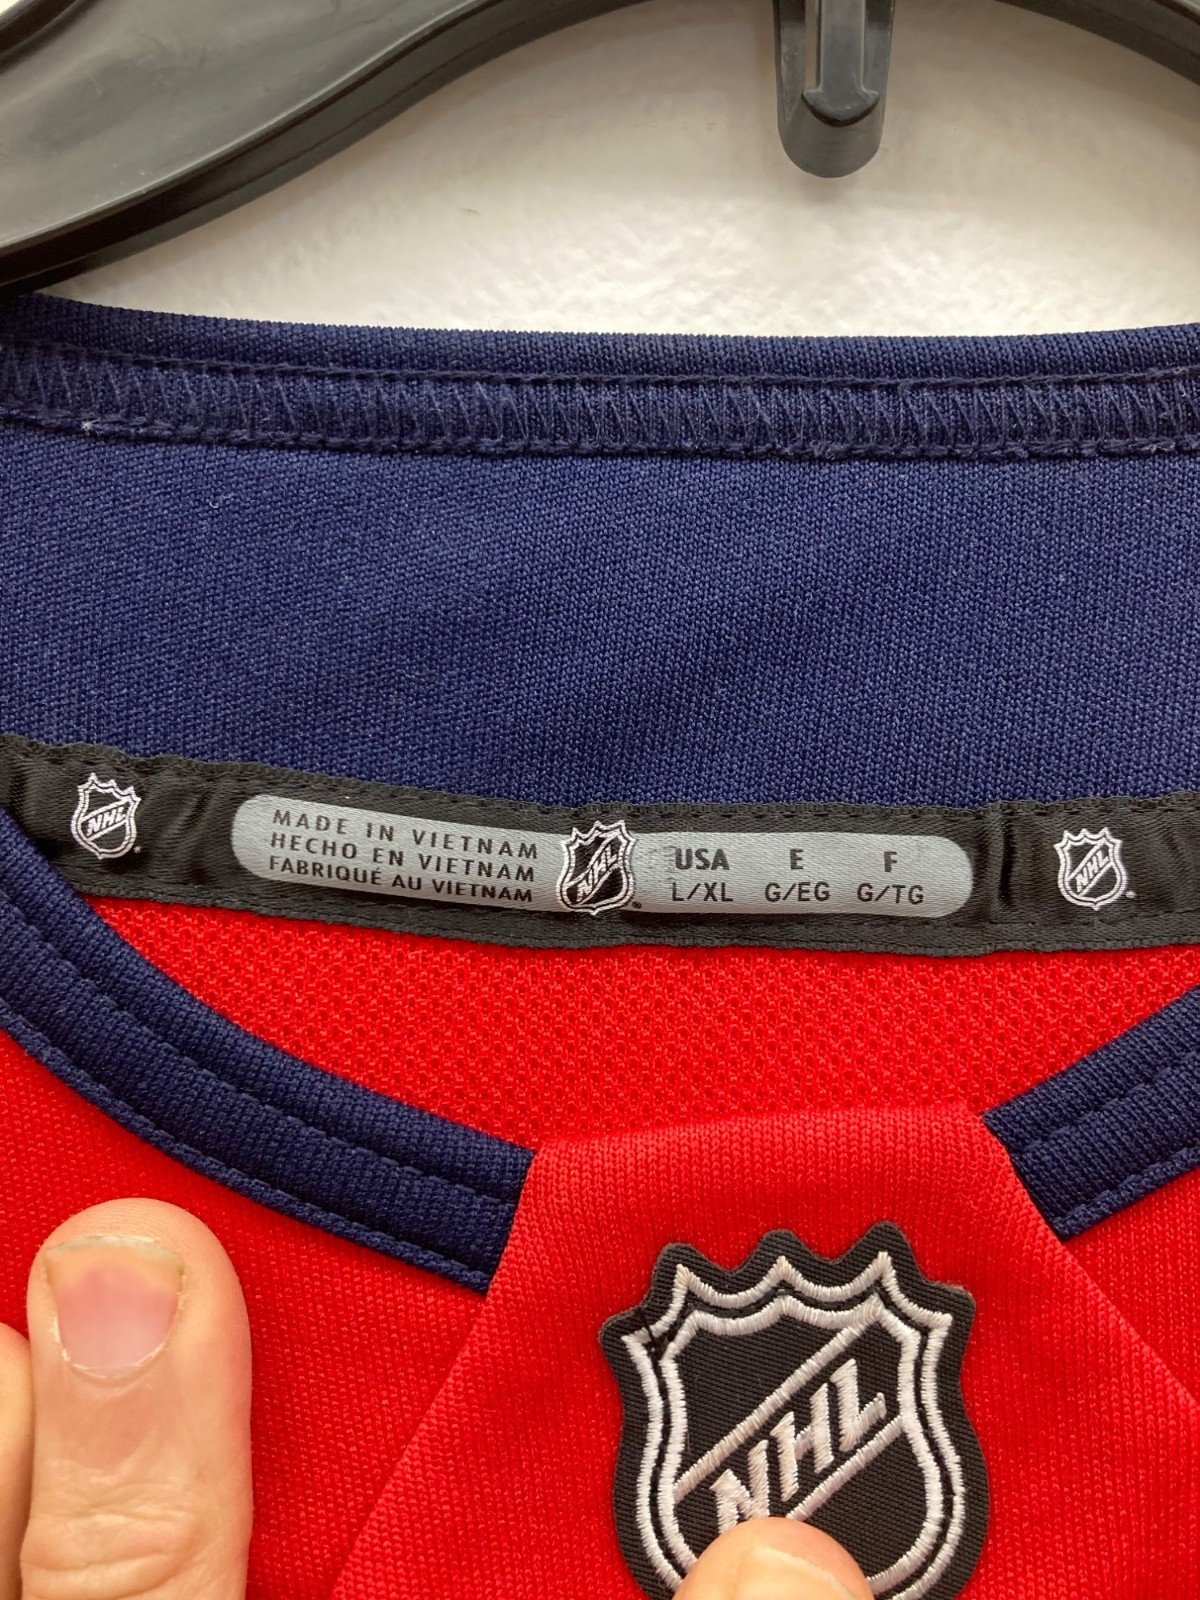 NHL
MADE IN VIETNAM
HECHO EN VIETNAM
FABRIQUÉ AU VIETNAM
NHL
USA E F
L/XL G/EG G/TG
NHL
NHL